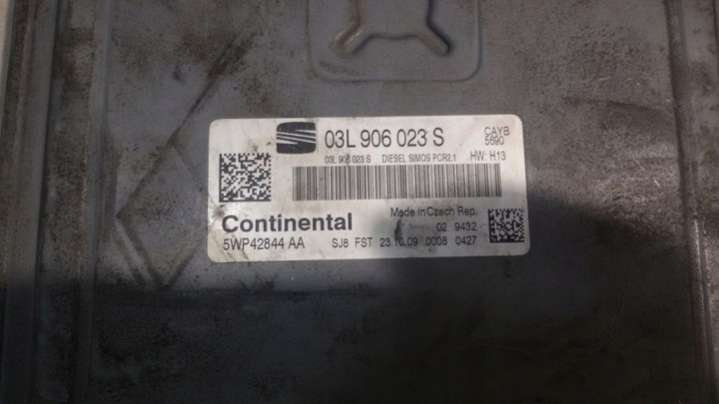 03L 906 023 S
CAYB
5690
03L 906 023 S DIESEL SIMOS PCR2.1 HW: H13
Continental
Made in Czech Rep.
02 9432
5WP42844 AA
SJ8 FST 23.10.09 0008 0427